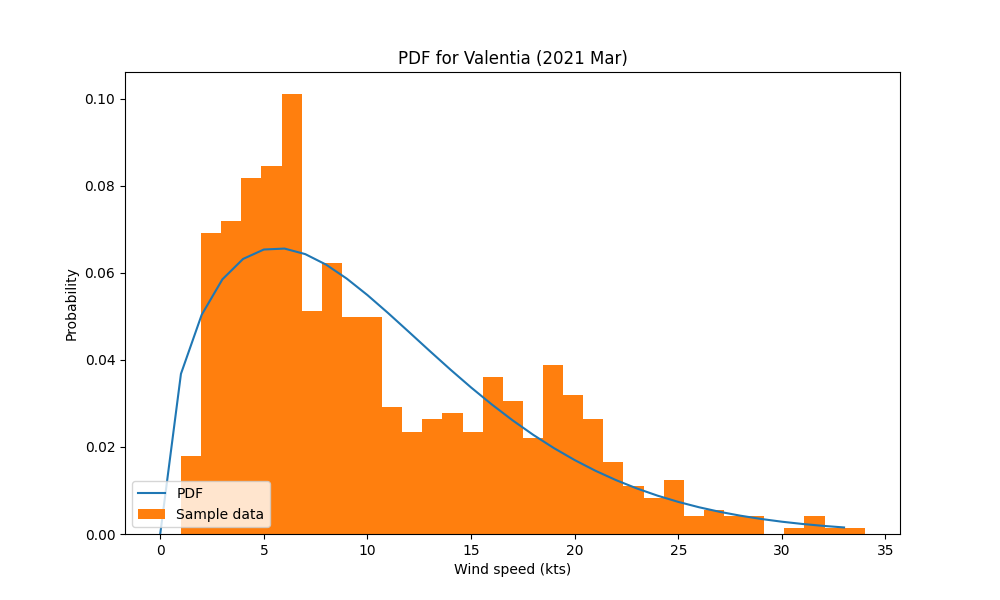 PDF for Valentia (2021 Mar)
0.10
0.08
0.06
0.04
0.02
0.00
Probability
PDF
Sample data
0 5 10 15 20 25 30 35
Wind speed (kts)